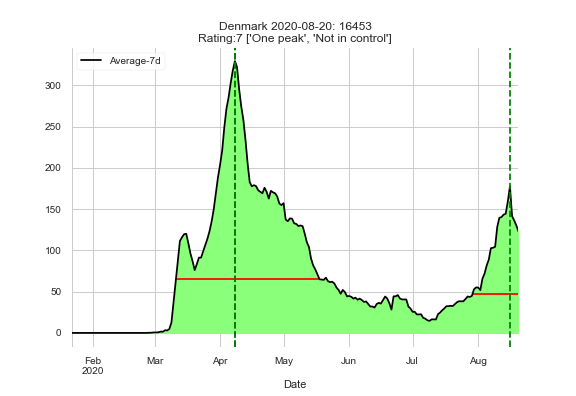 Denmark 2020-08-20: 16453
Rating:7 ['One peak', 'Not in control']
Average-7d
300
250
200
150
100
50
0
Feb
2020
Mar
Apr
May
Jun
Jul
Aug
Date